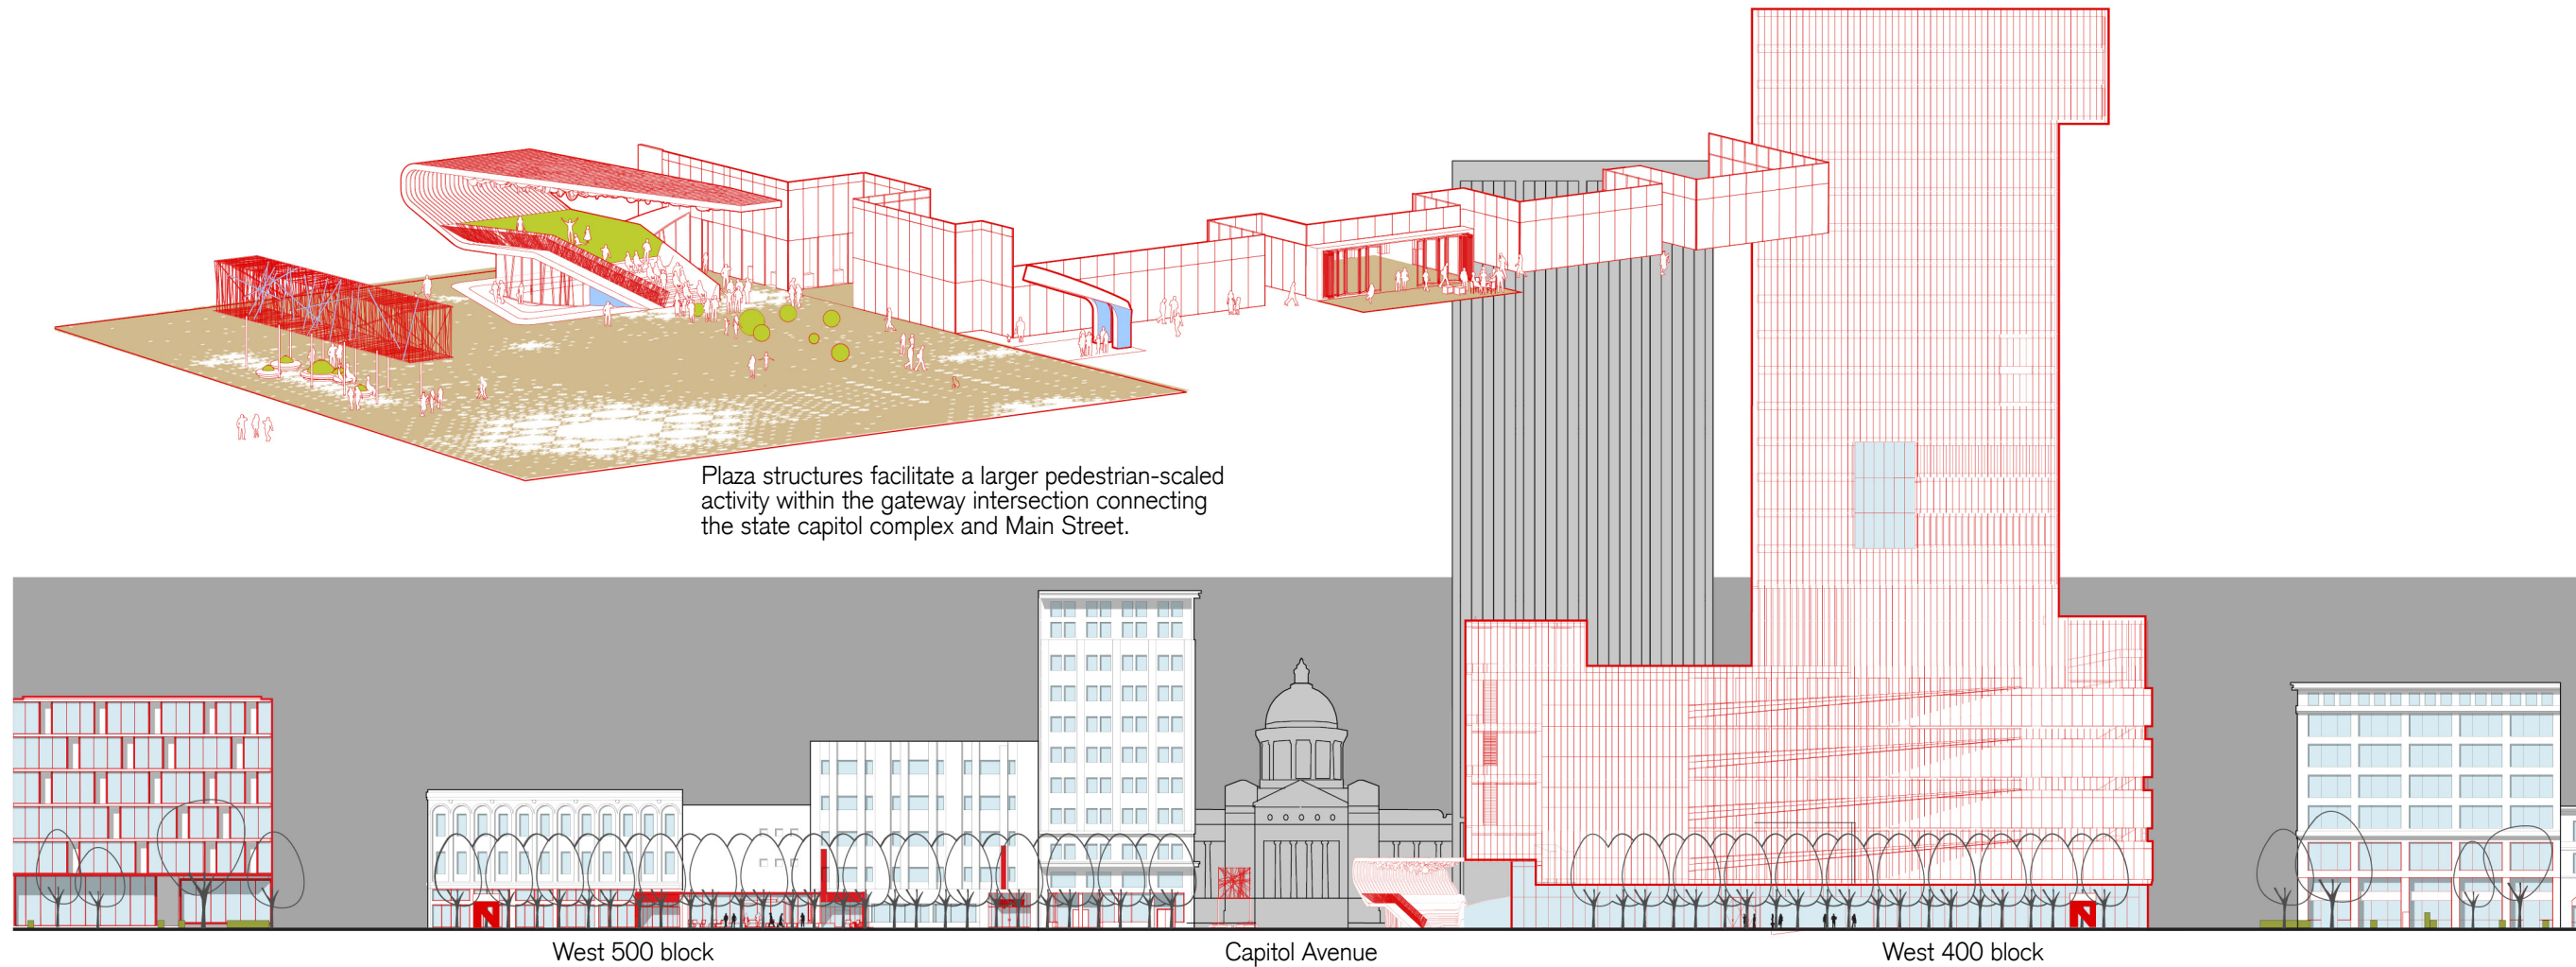 Plaza structures facilitate a larger pedestrian-scaled
activity within the gateway intersection connecting
the state capitol complex and Main Street.
West 500 block
Capitol Avenue
West 400 block